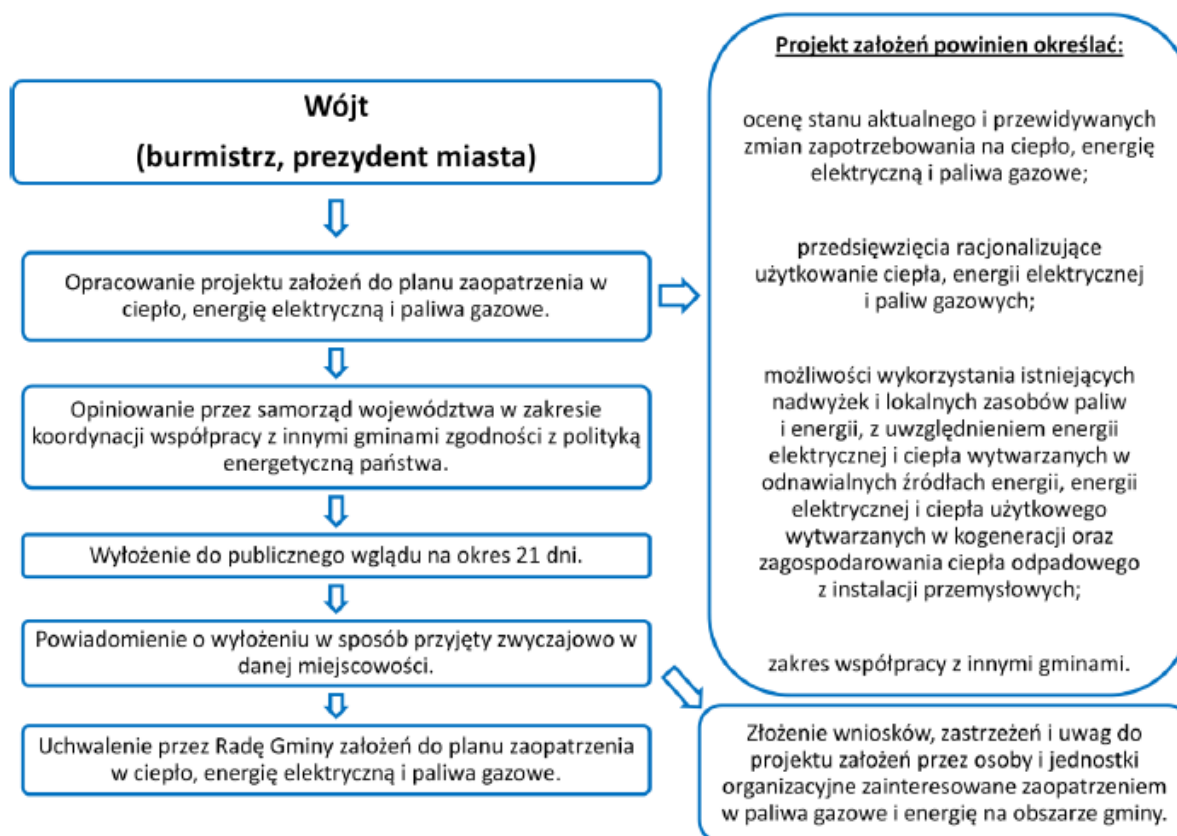 Wójt
(burmistrz, prezydent miasta)
Opracowanie projektu założeń do planu zaopatrzenia w
ciepło, energię elektryczną i paliwa gazowe.
Opiniowanie przez samorząd województwa w zakresie
koordynacji współpracy z innymi gminami zgodności z polityką
energetyczną państwa.
Wyłożenie do publicznego wglądu na okres 21 dni.
Powiadomienie o wyłożeniu w sposób przyjęty zwyczajowo w
danej miejscowości.
Uchwalenie przez Radę Gminy założeń do planu zaopatrzenia
w ciepło, energię elektryczną i paliwa gazowe.
Projekt założeń powinien określać:
ocenę stanu aktualnego i przewidywanych
zmian zapotrzebowania na ciepło, energię
elektryczną i paliwa gazowe;
przedsięwzięcia racjonalizujące
użytkowanie ciepła, energii elektrycznej
i paliw gazowych;
możliwości wykorzystania istniejących
nadwyżek i lokalnych zasobów paliw
i energii, z uwzględnieniem energii
elektrycznej i ciepła wytwarzanych w
odnawialnych źródłach energii, energii
elektrycznej i ciepła użytkowego
wytwarzanych w kogeneracji oraz
zagospodarowania ciepła odpadowego
z instalacji przemysłowych;
zakres współpracy z innymi gminami.
Złożenie wniosków, zastrzeżeń i uwag do
projektu założeń przez osoby i jednostki
organizacyjne zainteresowane zaopatrzeniem
w paliwa gazowe i energię na obszarze gminy.